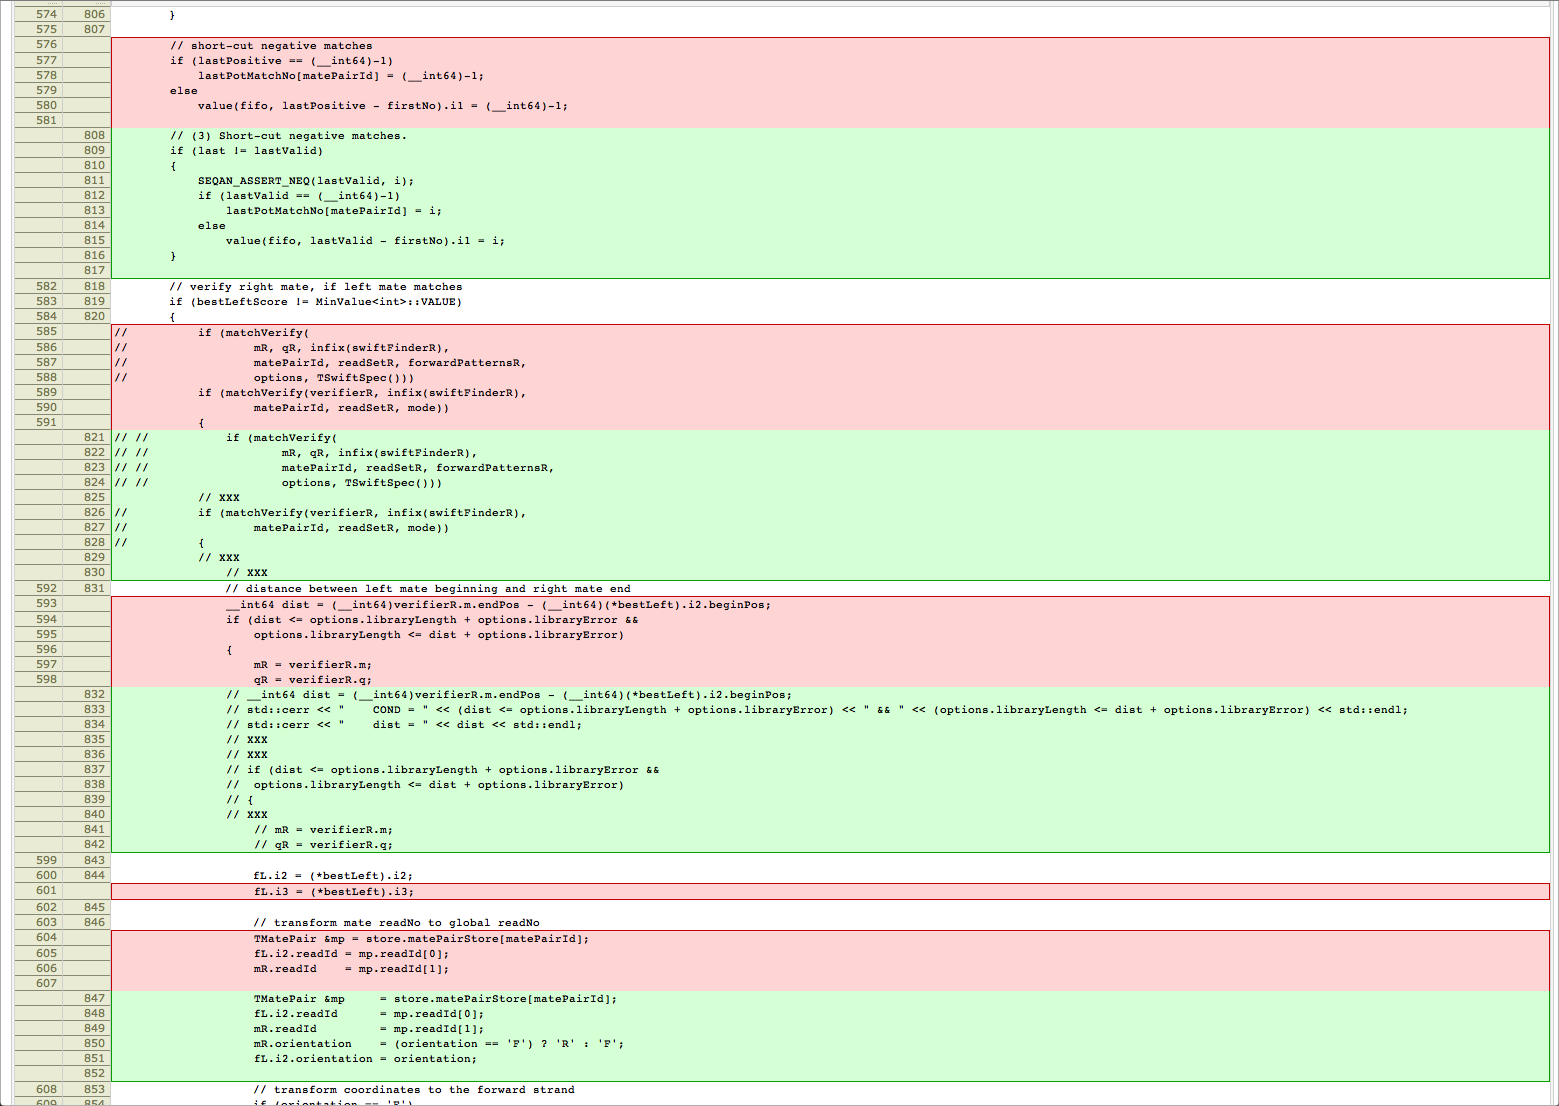 574 806 }
575 807
576 // short-cut negative matches
577 if (lastPositive == (__int64)-1)
578 lastPotMatchNo[matePairId] = (__int64)-1;
579 else
580 value(fifo, lastPositive - firstNo).i1 = (__int64)-1;
581
808 // (3) Short-cut negative matches.
809 if (last != lastValid)
810 {
811 SEQAN_ASSERT_NEQ(lastValid, i);
812 if (lastValid == (__int64)-1)
813 lastPotMatchNo[matePairId] = i;
814 else
815 value(fifo, lastValid - firstNo).i1 = i;
816 }
817
582 818 // verify right mate, if left mate matches
583 819 if (bestLeftScore != MinValue<int>::VALUE)
584 820 {
585 // if (matchVerify(
586 // mR, qR, infix(swiftFinderR),
587 // matePairId, readSetR, forwardPatternsR,
588 // options, TSwiftSpec()))
589 if (matchVerify(verifierR, infix(swiftFinderR),
590 matePairId, readSetR, mode))
591 {
821 // // if (matchVerify(
822 // // mR, qR, infix(swiftFinderR),
823 // // matePairId, readSetR, forwardPatternsR,
824 // // options, TSwiftSpec()))
825 // XXX
826 // if (matchVerify(verifierR, infix(swiftFinderR),
827 // matePairId, readSetR, mode))
828 // {
829 // XXX
830 // XXX
592 831 // distance between left mate beginning and right mate end
593 __int64 dist = (__int64)verifierR.m.endPos - (__int64)(*bestLeft).i2.beginPos;
594 if (dist <= options.libraryLength + options.libraryError &&
595 options.libraryLength <= dist + options.libraryError)
596 {
597 mR = verifierR.m;
598 qR = verifierR.q;
832 // __int64 dist = (__int64)verifierR.m.endPos - (__int64)(*bestLeft).i2.beginPos;
833 // std::cerr << "    COND = " << (dist <= options.libraryLength + options.libraryError) << " && " << (options.libraryLength <= dist + options.libraryError) << std::endl;
834 // std::cerr << "    dist = " << dist << std::endl;
835 // XXX
836 // XXX
837 // if (dist <= options.libraryLength + options.libraryError &&
838 //  options.libraryLength <= dist + options.libraryError)
839 // {
840 // XXX
841 // mR = verifierR.m;
842 // qR = verifierR.q;
599 843
600 844 fL.i2 = (*bestLeft).i2;
601 fL.i3 = (*bestLeft).i3;
602 845
603 846 // transform mate readNo to global readNo
604 TMatePair &mp = store.matePairStore[matePairId];
605 fL.i2.readId = mp.readId[0];
606 mR.readId    = mp.readId[1];
607
847 TMatePair &mp     = store.matePairStore[matePairId];
848 fL.i2.readId      = mp.readId[0];
849 mR.readId         = mp.readId[1];
850 mR.orientation    = (orientation == 'F') ? 'R' : 'F';
851 fL.i2.orientation = orientation;
852
608 853 // transform coordinates to the forward strand
609 854 if (orientation == 'F')